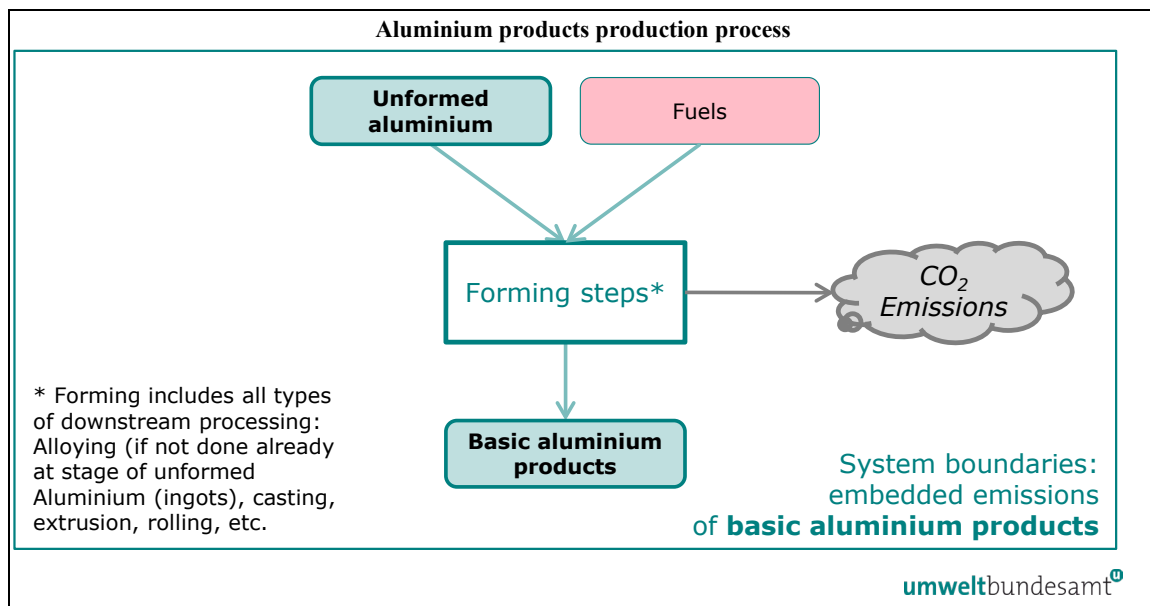 Aluminium products production process
Unformed
aluminium
Fuels
Forming steps*
CO2
Emissions
* Forming includes all types
of downstream processing:
Alloying (if not done already
at stage of unformed
Aluminium (ingots), casting,
extrusion, rolling, etc.
Basic aluminium
products
System boundaries:
embedded emissions
of basic aluminium products
umweltbundesamt
u